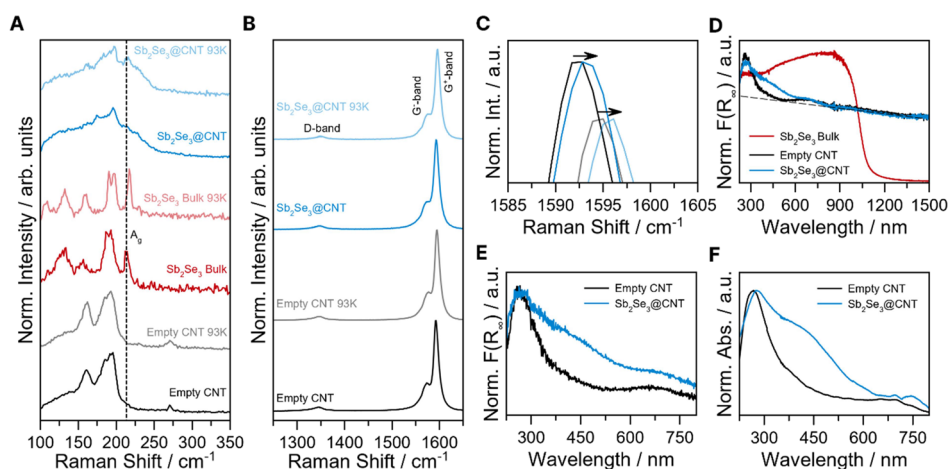 A
Sb₂Se₃@CNT 93K
Sb₂Se₃@CNT
Sb₂Se₃ Bulk 93K
A_g
Sb₂Se₃ Bulk
Empty CNT 93K
Empty CNT
Norm. Intensity / arb. units
100 150 200 250 300 350
Raman Shift / cm⁻¹
B
G⁻-band
G⁺-band
Sb₂Se₃@CNT 93K
D-band
Sb₂Se₃@CNT
Empty CNT 93K
Empty CNT
Norm. Intensity / arb. units
1300 1400 1500 1600
Raman Shift / cm⁻¹
C
Norm. Int. / a.u.
1585 1590 1595 1600 1605
Raman Shift / cm⁻¹
D
Norm. F(R∞) / a.u.
Sb₂Se₃ Bulk
Empty CNT
Sb₂Se₃@CNT
300 600 900 1200 1500
Wavelength / nm
E
Empty CNT
Sb₂Se₃@CNT
Norm. F(R∞) / a.u.
300 450 600 750
Wavelength / nm
F
Empty CNT
Sb₂Se₃@CNT
Norm. Abs. / a.u.
300 450 600 750
Wavelength / nm